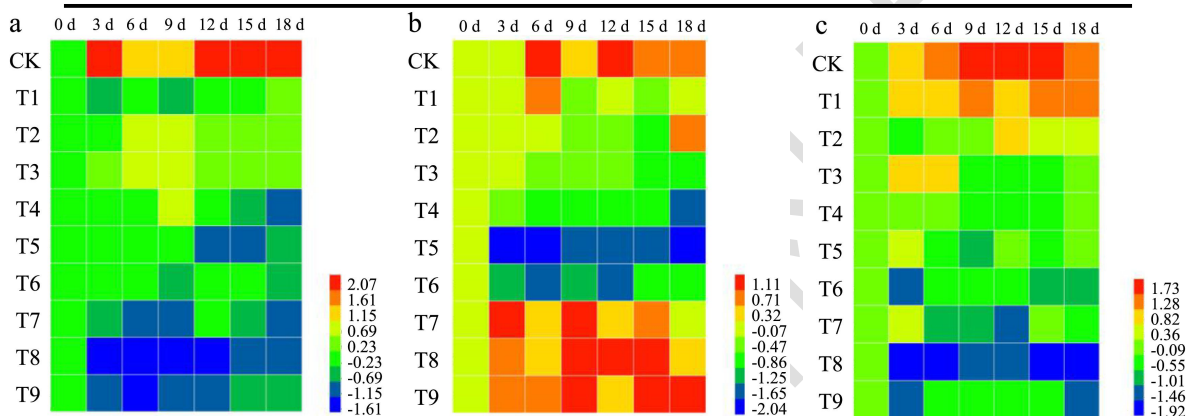 a 0 d 3 d 6 d 9 d 12 d 15 d 18 d
CK
T1
T2
T3
T4
T5
T6
T7
T8
T9
2.07
1.61
1.15
0.69
0.23
-0.23
-0.69
-1.15
-1.61
b 0 d 3 d 6 d 9 d 12 d 15 d 18 d
CK
T1
T2
T3
T4
T5
T6
T7
T8
T9
1.11
0.71
0.32
-0.07
-0.47
-0.86
-1.25
-1.65
-2.04
c 0 d 3 d 6 d 9 d 12 d 15 d 18 d
CK
T1
T2
T3
T4
T5
T6
T7
T8
T9
1.73
1.28
0.82
0.36
-0.09
-0.55
-1.01
-1.46
-1.92